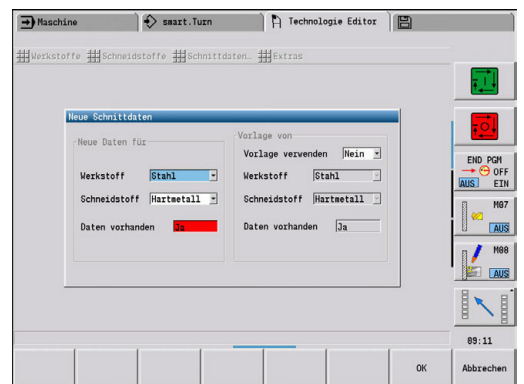 Maschine
smart.Turn
Technologie Editor
Werkstoffe Schneidstoffe Schnittdaten… Extras
Neue Schnittdaten
Neue Daten für
Werkstoff Stahl
Schneidstoff Hartmetall
Daten vorhanden Ja
Vorlage von
Vorlage verwenden Nein
Werkstoff Stahl
Schneidstoff Hartmetall
Daten vorhanden Ja
END PGM
OFF
AUS EIN
M07
AUS
M08
AUS
09:11
OK
Abbrechen